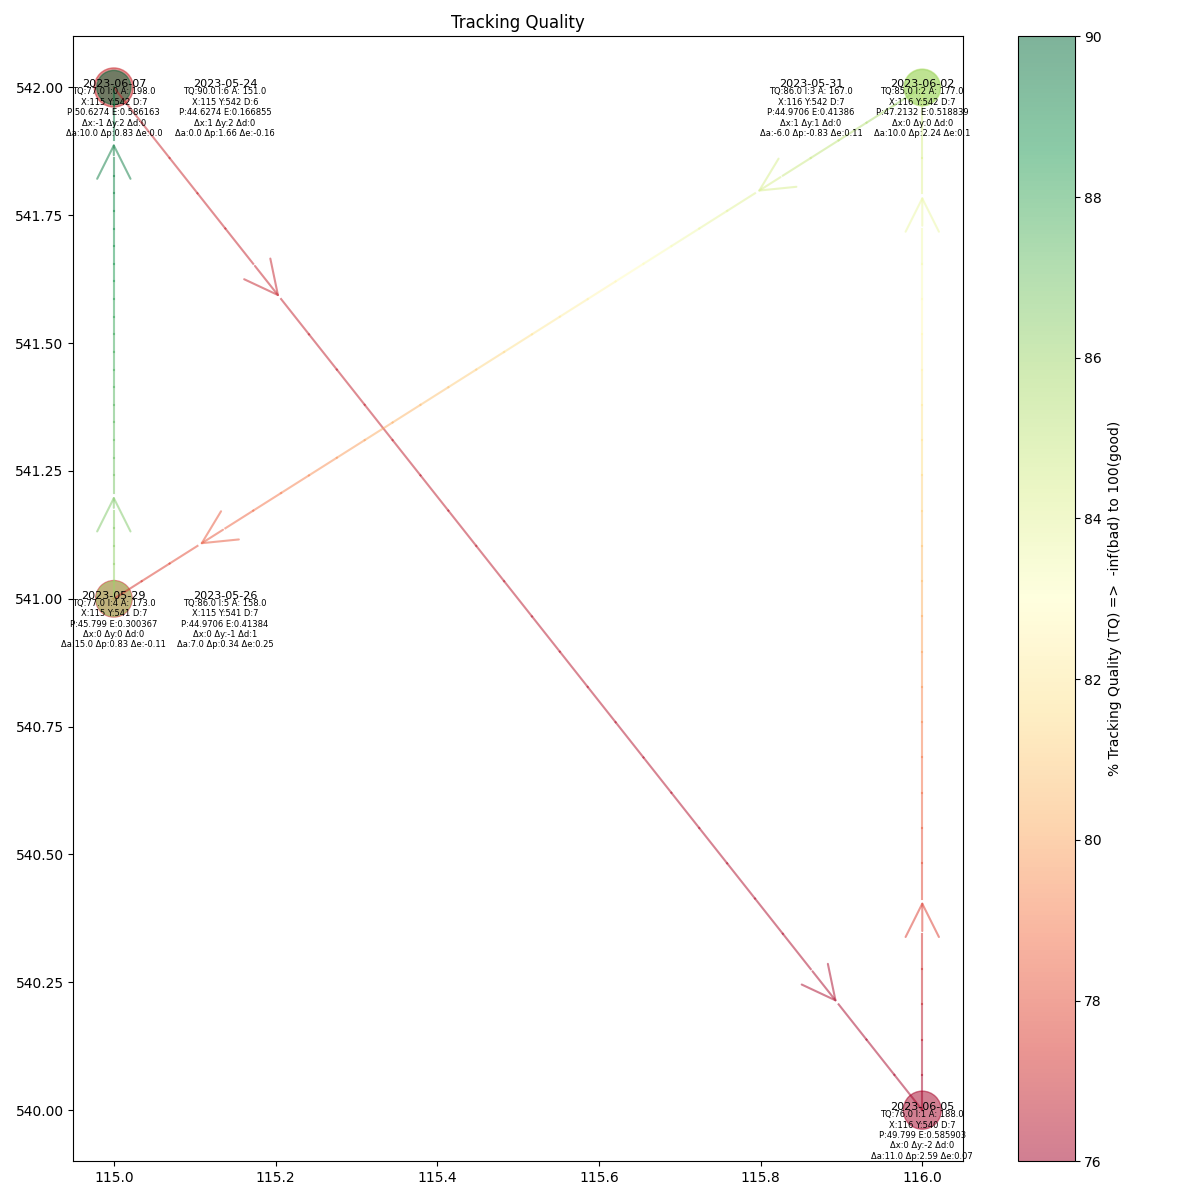 Tracking Quality
542.00
541.75
541.50
541.25
541.00
540.75
540.50
540.25
540.00
2023-06-07
TQ:77.0 I:0 A: 198.0
X:115 Y:542 D:7
P:50.6274 E:0.586163
Δx:-1 Δy:2 Δd:0
Δa:10.0 Δp:0.83 Δe:0.0
2023-05-24
TQ:90.0 I:6 A: 151.0
X:115 Y:542 D:6
P:44.6274 E:0.166855
Δx:1 Δy:2 Δd:0
Δa:0.0 Δp:1.66 Δe:-0.16
2023-05-31
TQ:86.0 I:3 A: 167.0
X:116 Y:542 D:7
P:44.9706 E:0.41386
Δx:1 Δy:1 Δd:0
Δa:-6.0 Δp:-0.83 Δe:0.11
2023-06-02
TQ:85.0 I:2 A: 177.0
X:116 Y:542 D:7
P:47.2132 E:0.518839
Δx:0 Δy:0 Δd:0
Δa:10.0 Δp:2.24 Δe:0.1
2023-05-29
TQ:77.0 I:4 A: 173.0
X:115 Y:541 D:7
P:45.799 E:0.300367
Δx:0 Δy:0 Δd:0
Δa:15.0 Δp:0.83 Δe:-0.11
2023-05-26
TQ:86.0 I:5 A: 158.0
X:115 Y:541 D:7
P:44.9706 E:0.41384
Δx:0 Δy:-1 Δd:1
Δa:7.0 Δp:0.34 Δe:0.25
2023-06-05
TQ:76.0 I:1 A: 188.0
X:116 Y:540 D:7
P:49.799 E:0.585903
Δx:0 Δy:-2 Δd:0
Δa:11.0 Δp:2.59 Δe:0.07
115.0
115.2
115.4
115.6
115.8
116.0
90
88
86
84
82
80
78
76
% Tracking Quality (TQ) => -inf(bad) to 100(good)